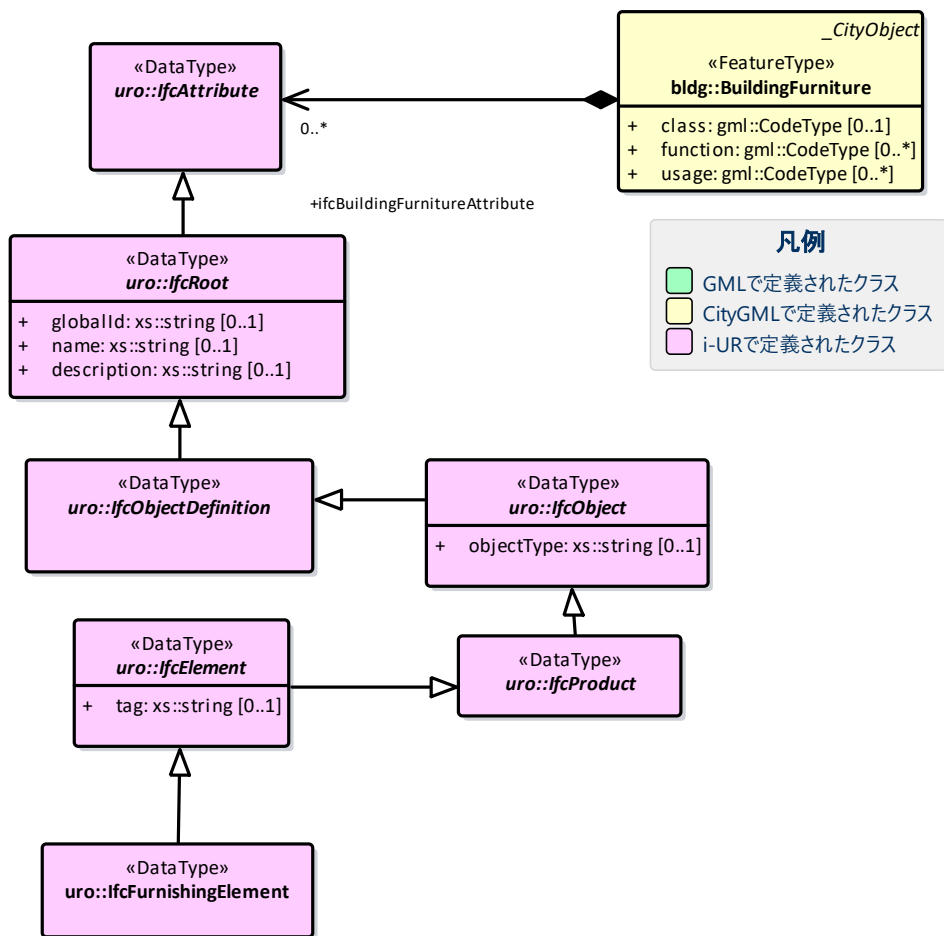 «DataType»
uro::IfcAttribute
_CityObject
«FeatureType»
bldg::BuildingFurniture
+ class: gml::CodeType [0..1]
+ function: gml::CodeType [0..*]
+ usage: gml::CodeType [0..*]
0..*
+ifcBuildingFurnitureAttribute
凡例
GMLで定義されたクラス
CityGMLで定義されたクラス
i-URで定義されたクラス
«DataType»
uro::IfcRoot
+ globalId: xs::string [0..1]
+ name: xs::string [0..1]
+ description: xs::string [0..1]
«DataType»
uro::IfcObjectDefinition
«DataType»
uro::IfcObject
+ objectType: xs::string [0..1]
«DataType»
uro::IfcElement
+ tag: xs::string [0..1]
«DataType»
uro::IfcProduct
«DataType»
uro::IfcFurnishingElement